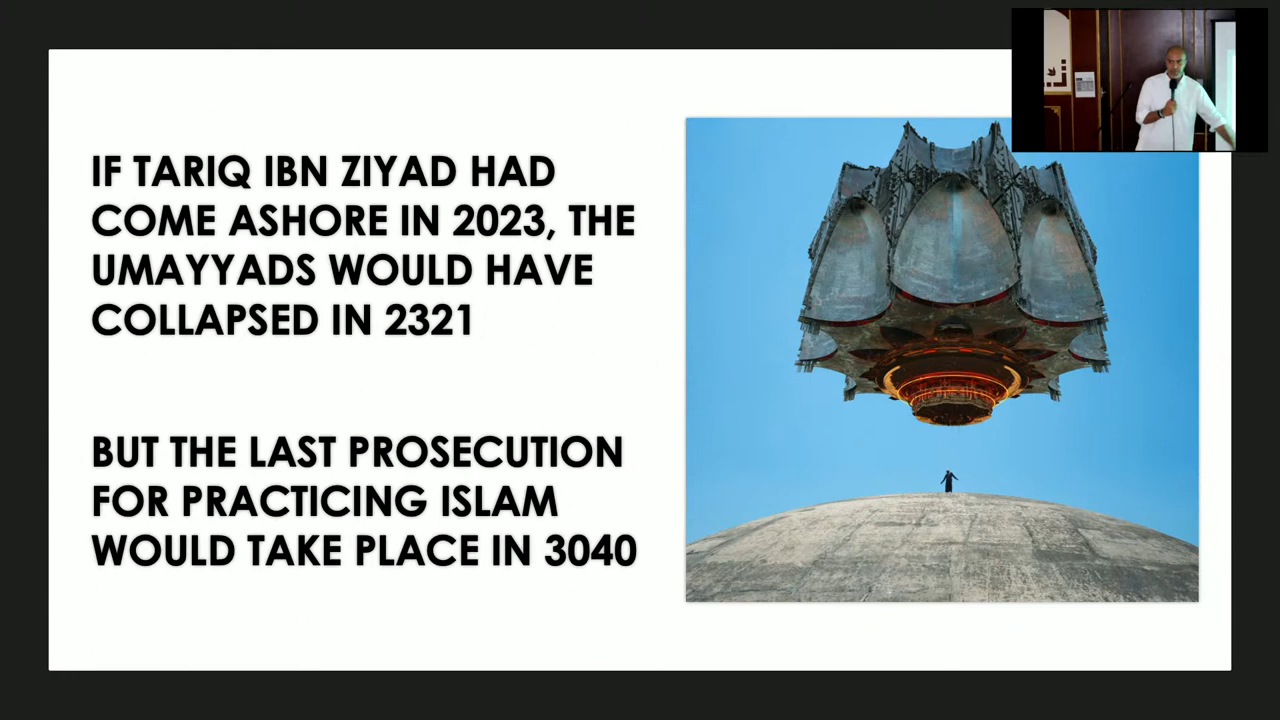 IF TARIQ IBN ZIYAD HAD
COME ASHORE IN 2023, THE
UMAYYADS WOULD HAVE
COLLAPSED IN 2321
BUT THE LAST PROSECUTION
FOR PRACTICING ISLAM
WOULD TAKE PLACE IN 3040